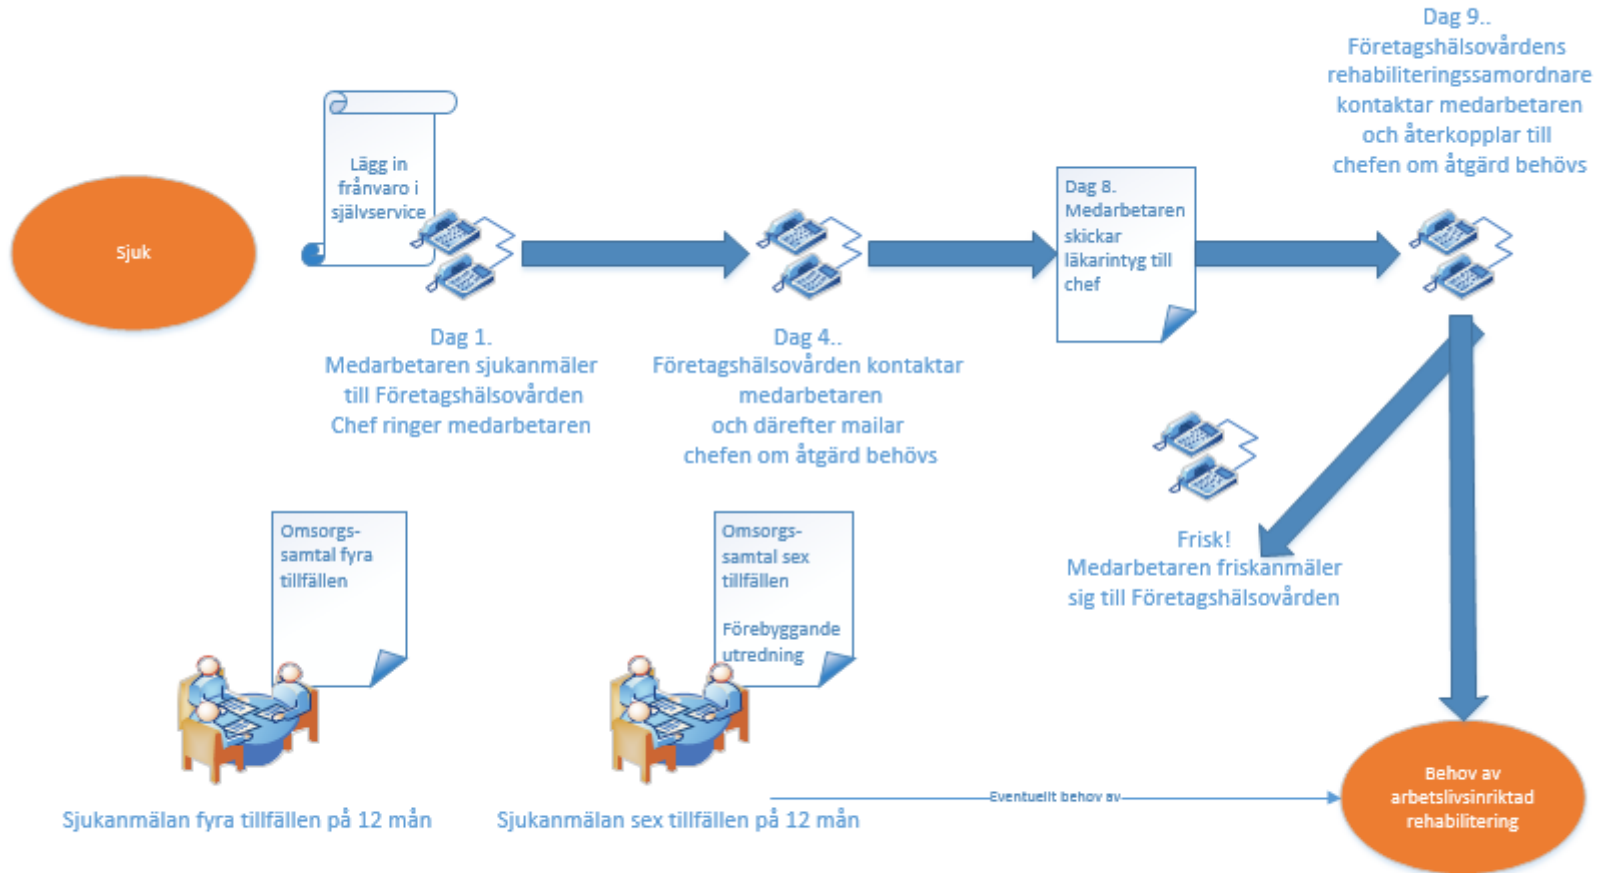 Dag 9..
Företagshälsovårdens
rehabiliteringssamordnare
kontaktar medarbetaren
och återkopplar till
chefen om åtgärd behövs
Sjuk
Lägg in
frånvaro i
självservice
Dag 8.
Medarbetaren
skickar
läkarintyg till
chef
Dag 1.
Medarbetaren sjukanmäler
till Företagshälsovården
Chef ringer medarbetaren
Dag 4..
Företagshälsovården kontaktar
medarbetaren
och därefter mailar
chefen om åtgärd behövs
Frisk!
Medarbetaren friskanmäler
sig till Företagshälsovården
Omsorgs-
samtal fyra
tillfällen
Omsorgs-
samtal sex
tillfällen
Förebyggande
utredning
Sjukanmälan fyra tillfällen på 12 mån
Sjukanmälan sex tillfällen på 12 mån
Eventuellt behov av
Behov av
arbetslivsinriktad
rehabilitering